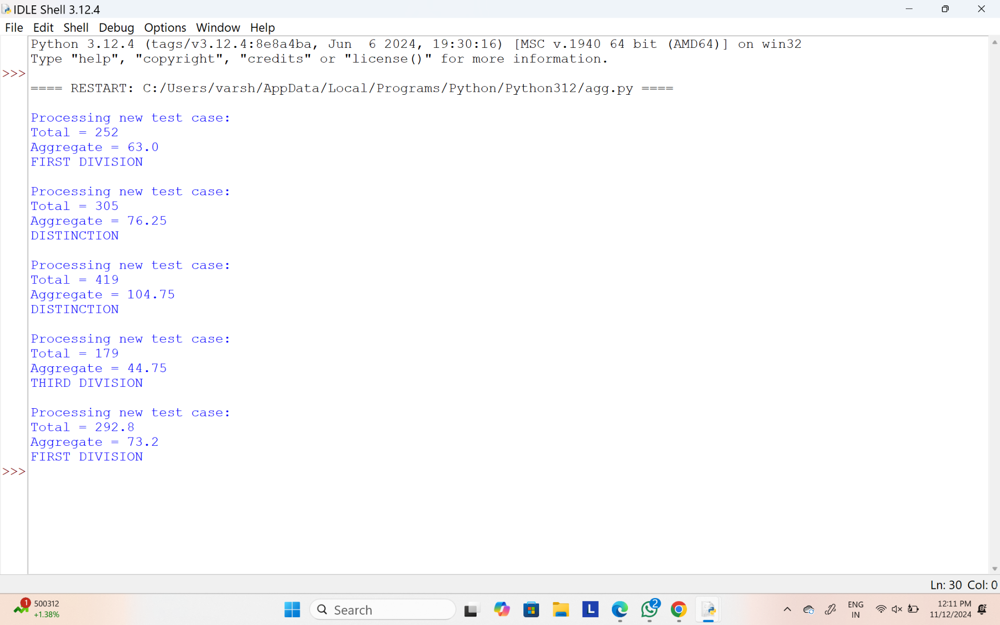 IDLE Shell 3.12.4
File Edit Shell Debug Options Window Help
Python 3.12.4 (tags/v3.12.4:8e8a4ba, Jun  6 2024, 19:30:16) [MSC v.1940 64 bit (AMD64)] on win32
Type "help", "copyright", "credits" or "license()" for more information.
>>>
==== RESTART: C:/Users/varsh/AppData/Local/Programs/Python/Python312/agg.py ====
Processing new test case:
Total = 252
Aggregate = 63.0
FIRST DIVISION
Processing new test case:
Total = 305
Aggregate = 76.25
DISTINCTION
Processing new test case:
Total = 419
Aggregate = 104.75
DISTINCTION
Processing new test case:
Total = 179
Aggregate = 44.75
THIRD DIVISION
Processing new test case:
Total = 292.8
Aggregate = 73.2
FIRST DIVISION
>>>
Ln: 30 Col: 0
1 500312
+1.38%
Search
L
2
ENG
IN
12:11 PM
11/12/2024